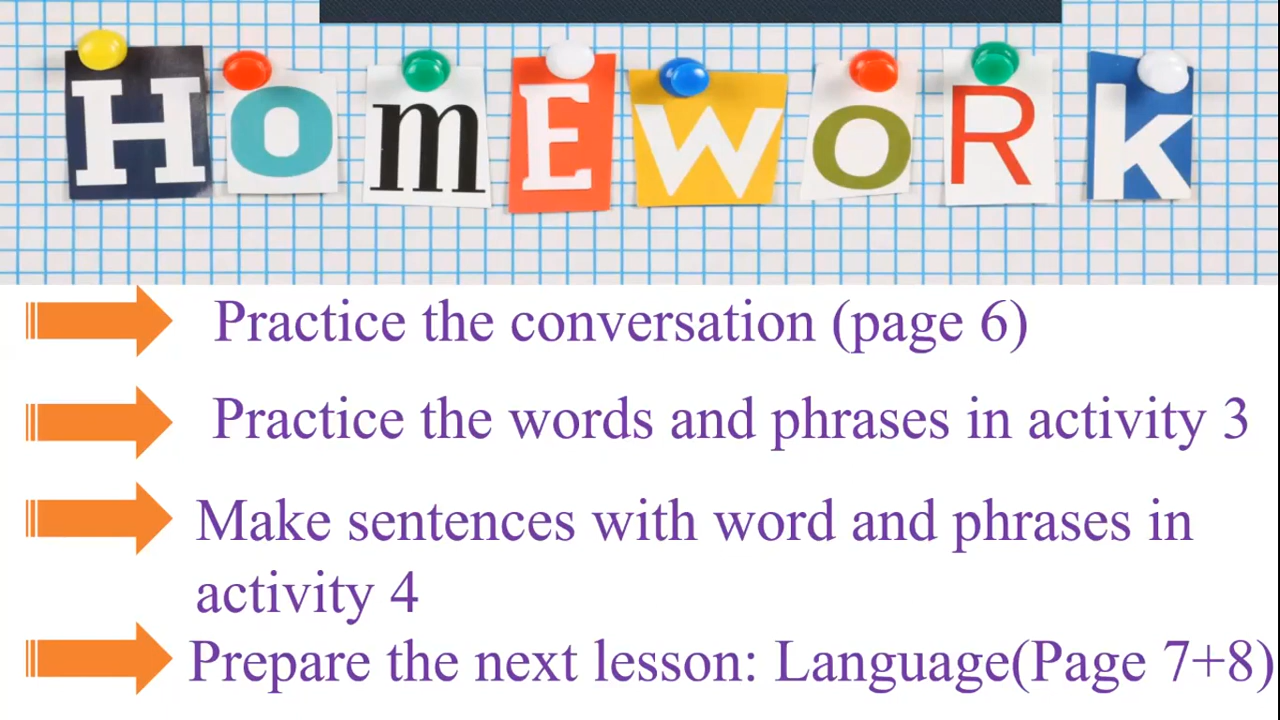 HOMEWORK
Practice the conversation (page 6)
Practice the words and phrases in activity 3
Make sentences with word and phrases in
activity 4
Prepare the next lesson: Language(Page 7+8)